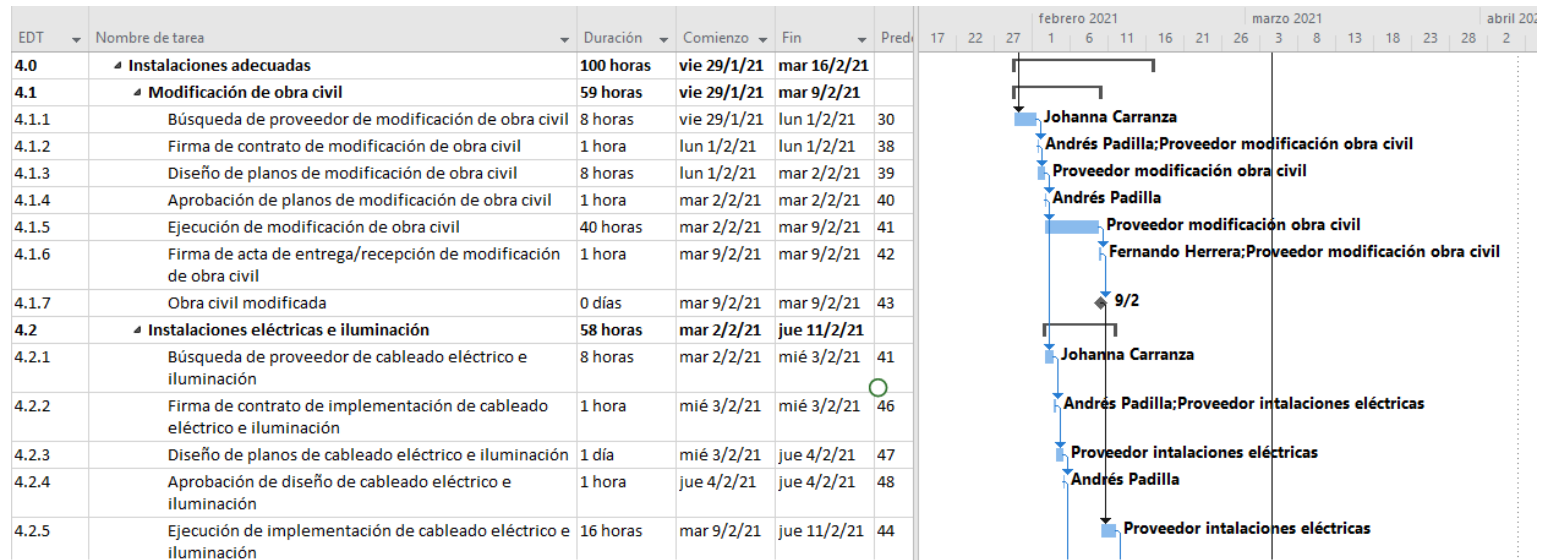 febrero 2021 marzo 2021 abril 202
EDT Nombre de tarea Duración Comienzo Fin Pred 17 22 27 1 6 11 16 21 26 3 8 13 18 23 28 2
4.0 Instalaciones adecuadas 100 horas vie 29/1/21 mar 16/2/21
4.1 Modificación de obra civil 59 horas vie 29/1/21 mar 9/2/21
4.1.1 Búsqueda de proveedor de modificación de obra civil 8 horas vie 29/1/21 lun 1/2/21 30 Johanna Carranza
4.1.2 Firma de contrato de modificación de obra civil 1 hora lun 1/2/21 lun 1/2/21 38 Andrés Padilla;Proveedor modificación obra civil
4.1.3 Diseño de planos de modificación de obra civil 8 horas lun 1/2/21 mar 2/2/21 39 Proveedor modificación obra civil
4.1.4 Aprobación de planos de modificación de obra civil 1 hora mar 2/2/21 mar 2/2/21 40 Andrés Padilla
4.1.5 Ejecución de modificación de obra civil 40 horas mar 2/2/21 mar 9/2/21 41 Proveedor modificación obra civil
4.1.6 Firma de acta de entrega/recepción de modificación 1 hora mar 9/2/21 mar 9/2/21 42 Fernando Herrera;Proveedor modificación obra civil
de obra civil
4.1.7 Obra civil modificada 0 días mar 9/2/21 mar 9/2/21 43 9/2
4.2 Instalaciones eléctricas e iluminación 58 horas mar 2/2/21 jue 11/2/21
4.2.1 Búsqueda de proveedor de cableado eléctrico e 8 horas mar 2/2/21 mié 3/2/21 41 Johanna Carranza
iluminación
4.2.2 Firma de contrato de implementación de cableado 1 hora mié 3/2/21 mié 3/2/21 46 Andrés Padilla;Proveedor intalaciones eléctricas
eléctrico e iluminación
4.2.3 Diseño de planos de cableado eléctrico e iluminación 1 día mié 3/2/21 jue 4/2/21 47 Proveedor intalaciones eléctricas
4.2.4 Aprobación de diseño de cableado eléctrico e 1 hora jue 4/2/21 jue 4/2/21 48 Andrés Padilla
iluminación
4.2.5 Ejecución de implementación de cableado eléctrico e 16 horas mar 9/2/21 jue 11/2/21 44 Proveedor intalaciones eléctricas
iluminación